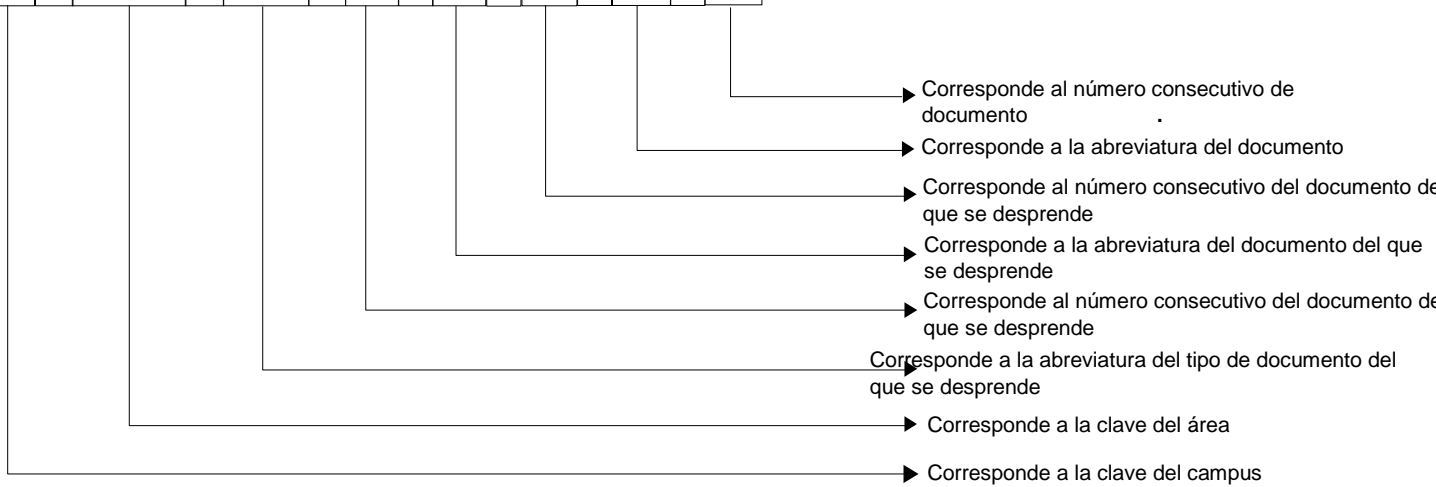 Corresponde al número consecutivo de
documento .
Corresponde a la abreviatura del documento
Corresponde al número consecutivo del documento de
que se desprende
Corresponde a la abreviatura del documento del que
se desprende
Corresponde al número consecutivo del documento de
que se desprende
Corresponde a la abreviatura del tipo de documento del
que se desprende
Corresponde a la clave del área
Corresponde a la clave del campus